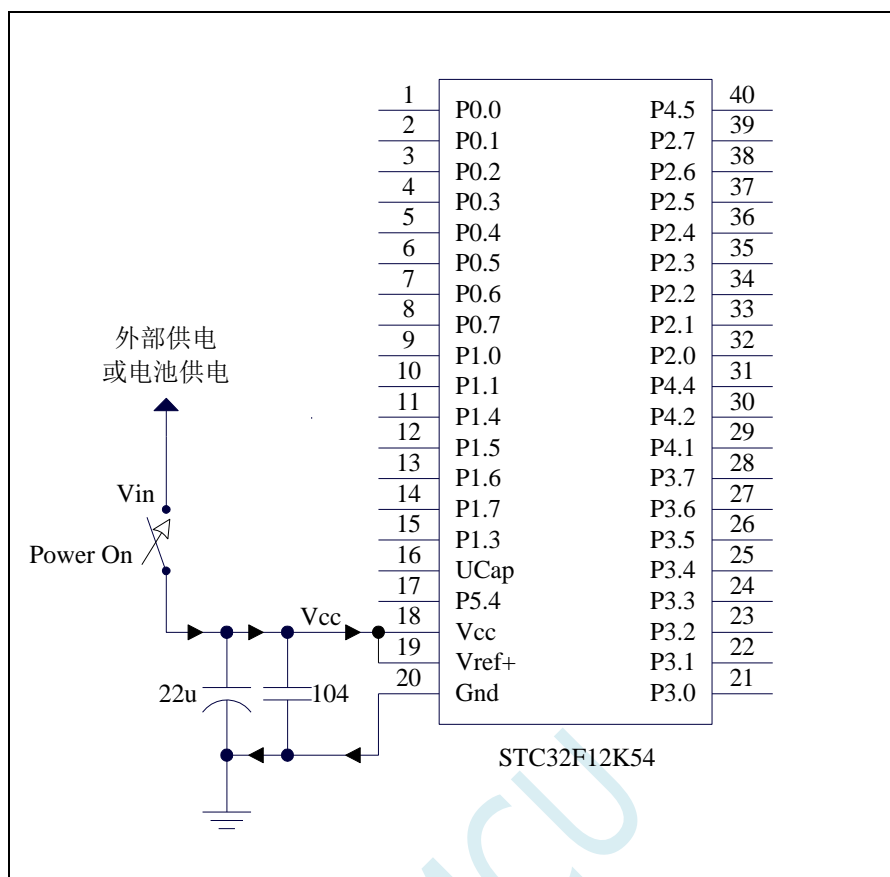 1 P0.0 P4.5 40
2 P0.1 P2.7 39
3 P0.2 P2.6 38
4 P0.3 P2.5 37
5 P0.4 P2.4 36
6 P0.5 P2.3 35
7 P0.6 P2.2 34
8 P0.7 P2.1 33
9 P1.0 P2.0 32
10 P1.1 P4.4 31
11 P1.4 P4.2 30
12 P1.5 P4.1 29
13 P1.6 P3.7 28
14 P1.7 P3.6 27
15 P1.3 P3.5 26
16 UCap P3.4 25
17 P5.4 P3.3 24
18 Vcc P3.2 23
19 Vref+ P3.1 22
20 Gnd P3.0 21
外部供电
或电池供电
Vin
Power On
Vcc
22u
104
STC32F12K54
MCU